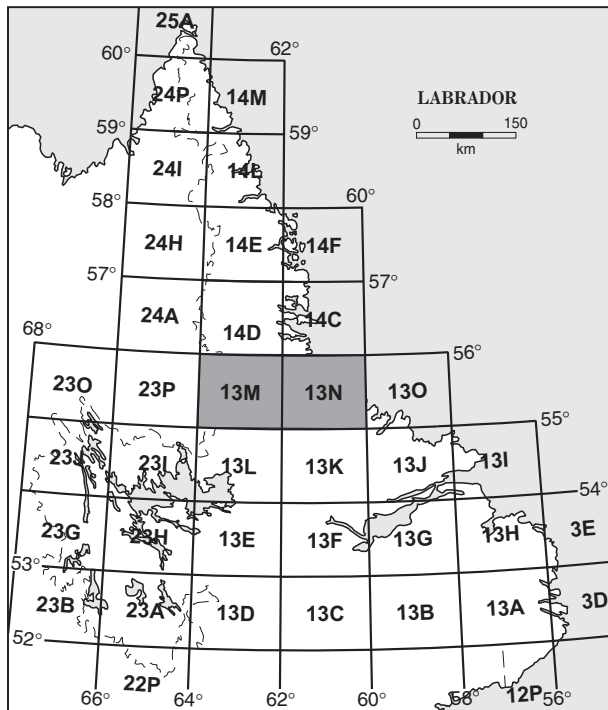 25A
60° 62°
24P 14M LABRADOR
0 150
km
59° 59°
24I 14L
58° 60°
24H 14E 14F
57° 57°
24A 14D 14C
68° 56°
23O 23P 13M 13N 13O
55°
23J 23I 13L 13K 13J 13I
54°
23G 23H 13E 13F 13G 13H 3E
53°
23B 23A 13D 13C 13B 13A 3D
52°
22P 12P
66° 64° 62° 60° 58° 56°